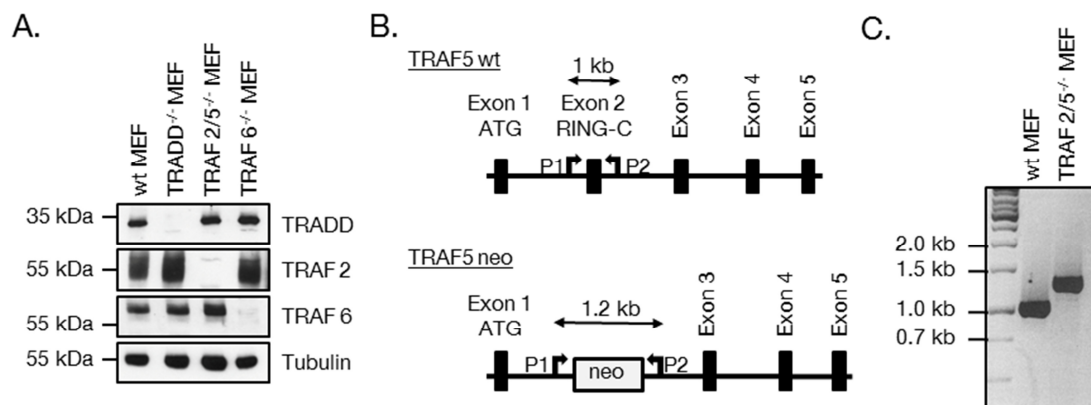 A.
wt MEF
TRADD-/- MEF
TRAF 2/5-/- MEF
TRAF 6-/- MEF
35 kDa
TRADD
55 kDa
TRAF 2
55 kDa
TRAF 6
55 kDa
Tubulin
B.
TRAF5 wt
1 kb
Exon 1
ATG
Exon 2
RING-C
Exon 3
Exon 4
Exon 5
P1
P2
TRAF5 neo
Exon 1
ATG
1.2 kb
Exon 3
Exon 4
Exon 5
P1
neo
P2
C.
wt MEF
TRAF 2/5-/- MEF
2.0 kb
1.5 kb
1.0 kb
0.7 kb